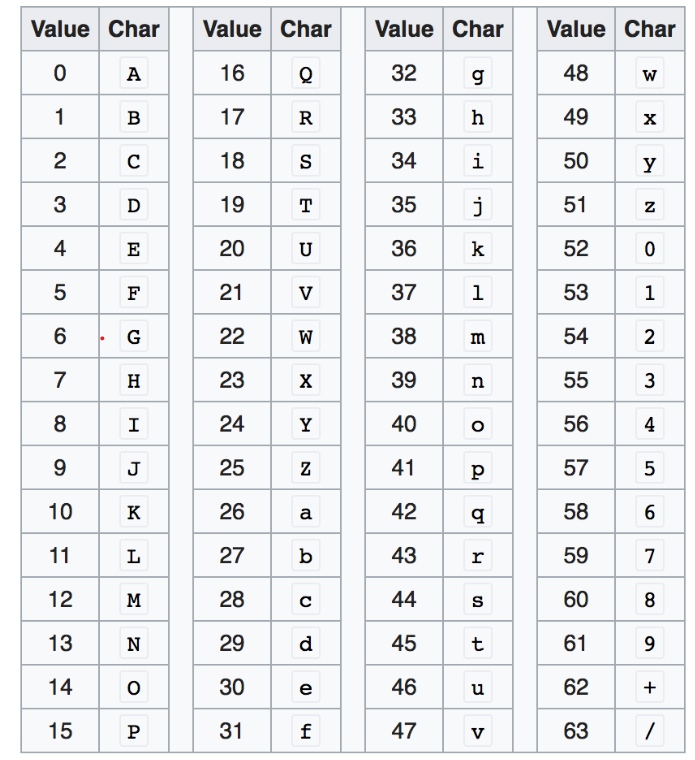 Value Char Value Char Value Char Value Char
0 A 16 Q 32 g 48 w
1 B 17 R 33 h 49 x
2 C 18 S 34 i 50 y
3 D 19 T 35 j 51 z
4 E 20 U 36 k 52 0
5 F 21 V 37 l 53 1
6 G 22 W 38 m 54 2
7 H 23 X 39 n 55 3
8 I 24 Y 40 o 56 4
9 J 25 Z 41 p 57 5
10 K 26 a 42 q 58 6
11 L 27 b 43 r 59 7
12 M 28 c 44 s 60 8
13 N 29 d 45 t 61 9
14 O 30 e 46 u 62 +
15 P 31 f 47 v 63 /